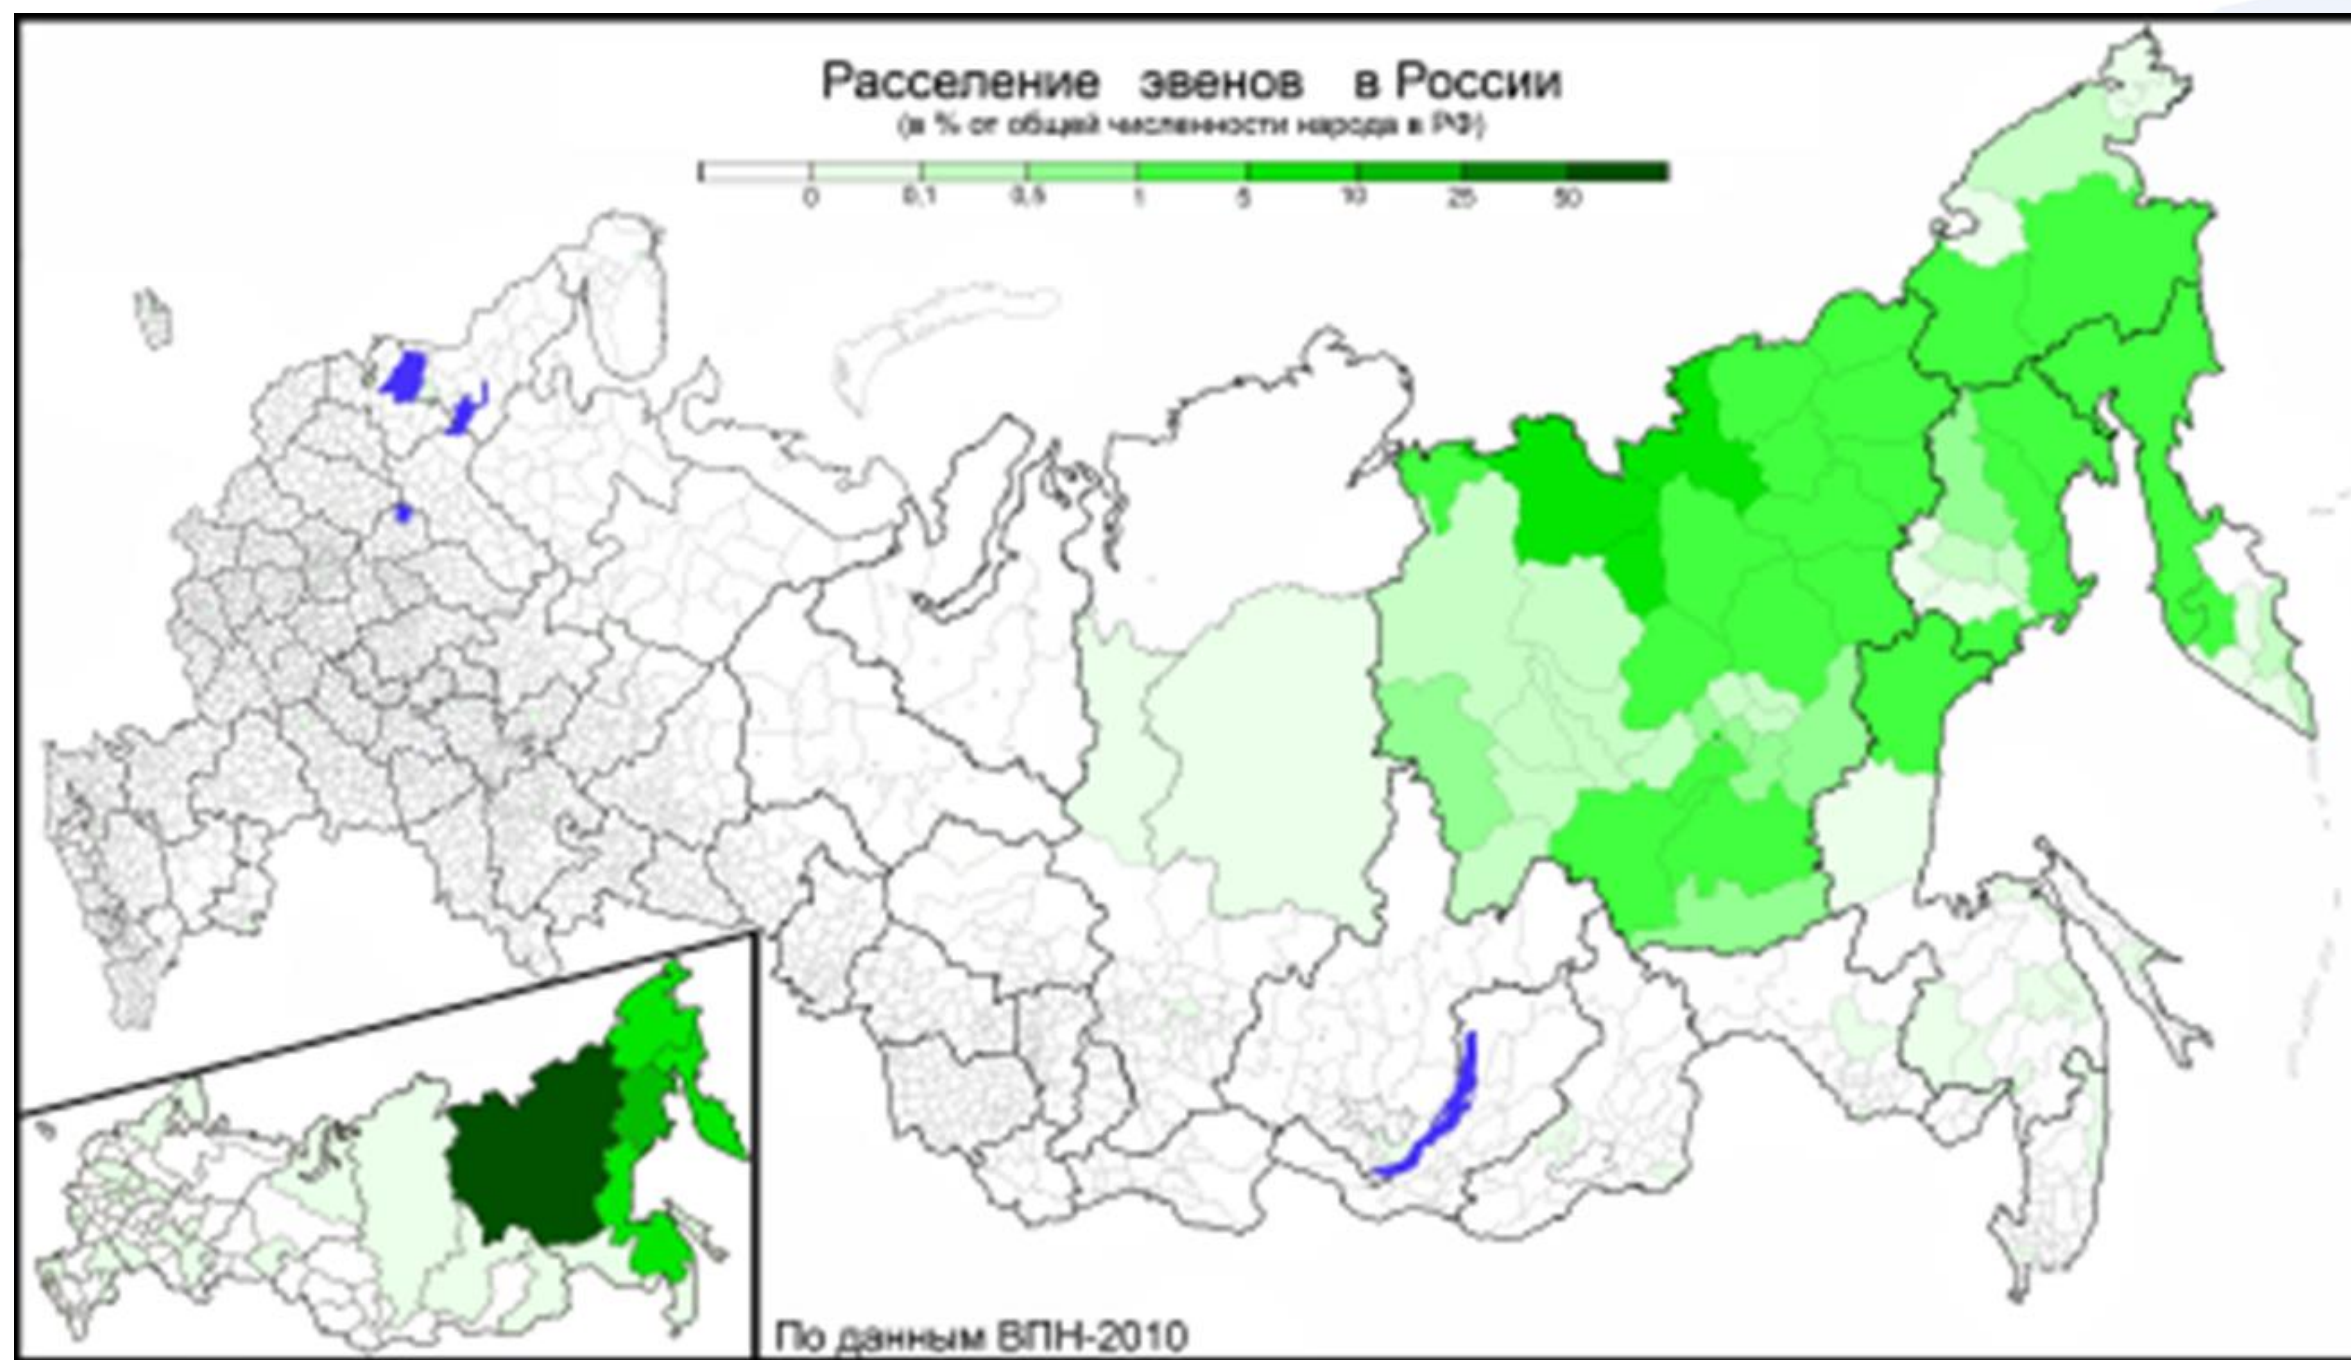 Расселение эвенов в России
(в % от общей численности народа в РФ)
0 0,1 0,5 1 5 10 25 50
По данным ВПН-2010